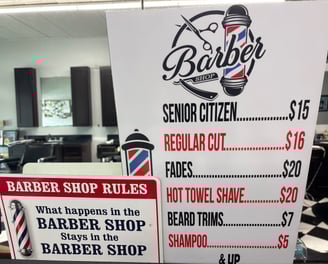 Barber
SHOP
SENIOR CITIZEN..............$15
REGULAR CUT..............$16
FADES.......................$20
HOT TOWEL SHAVE........$20
BEARD TRIMS................$7
SHAMPOO....................$5
& UP
BARBER SHOP RULES
What happens in the
BARBER SHOP
Stays in the
BARBER SHOP